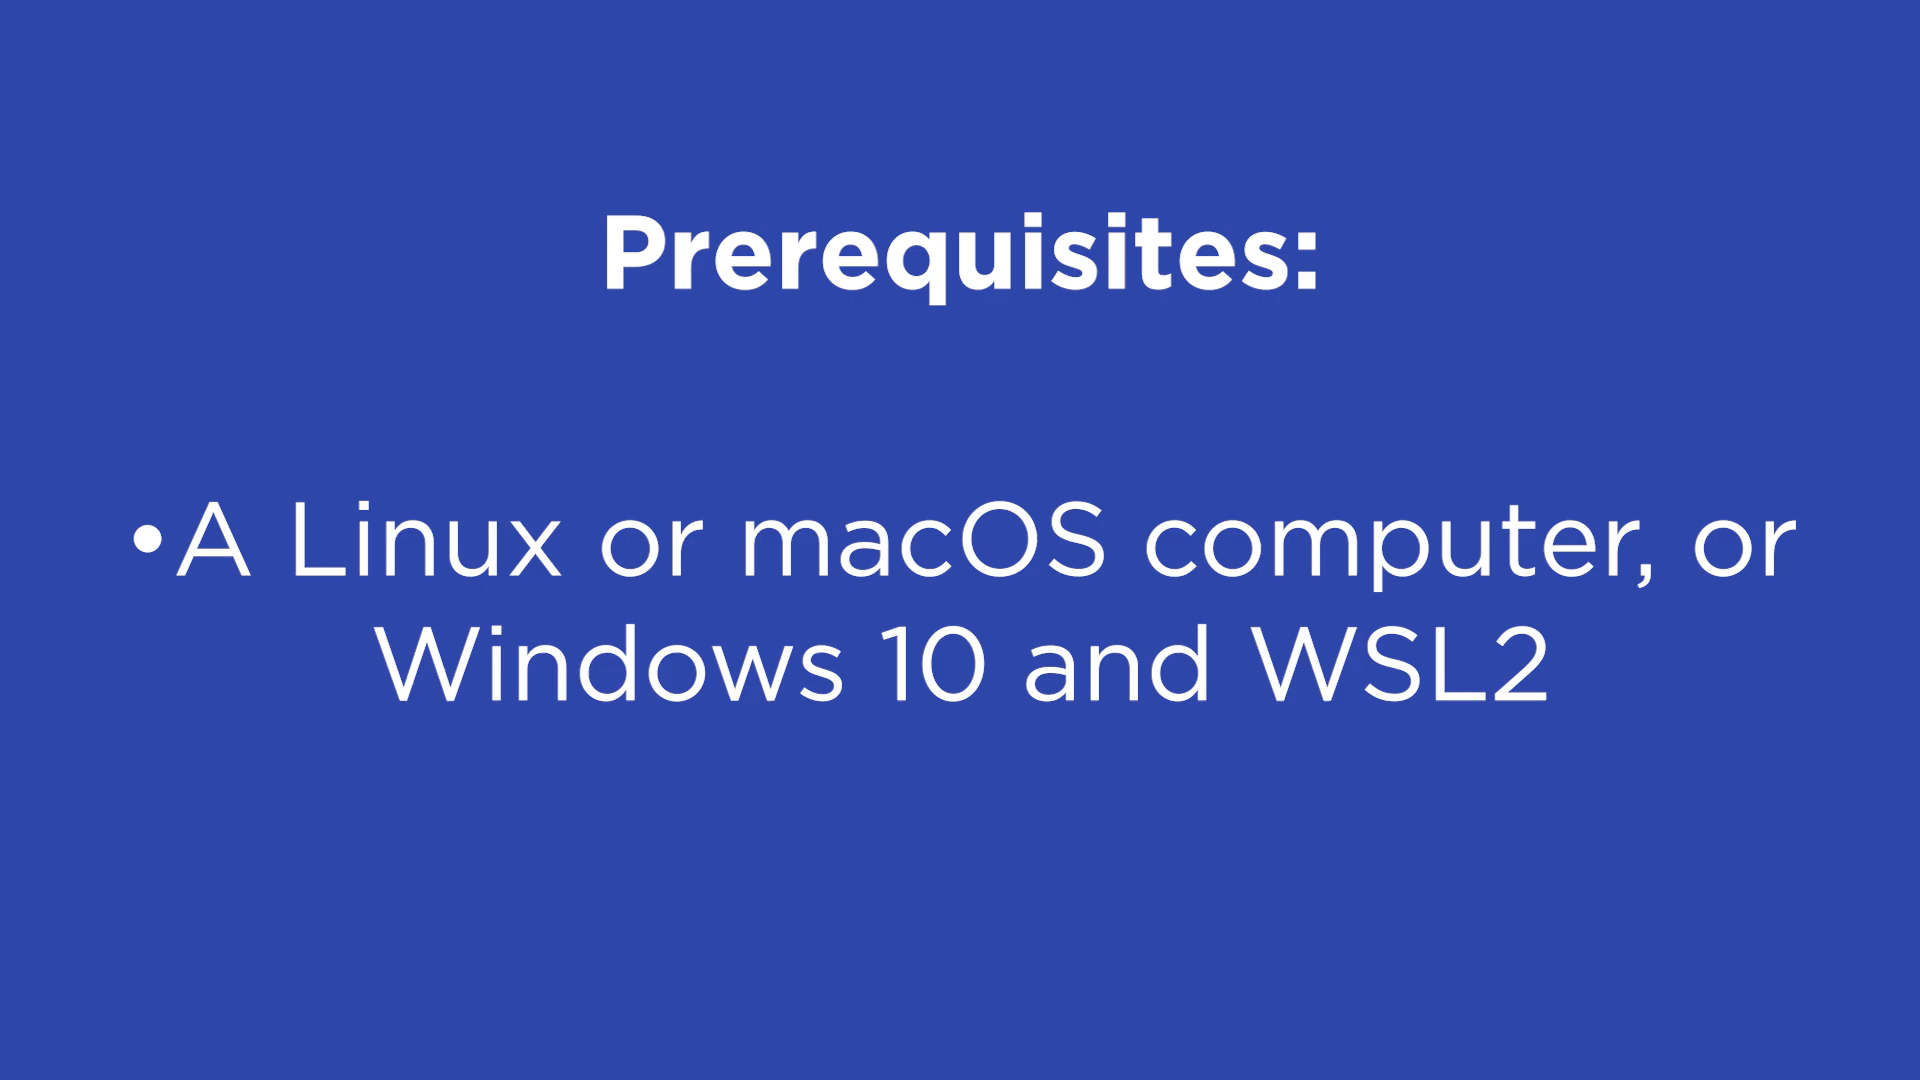 Prerequisites:
•A Linux or macOS computer, or
Windows 10 and WSL2